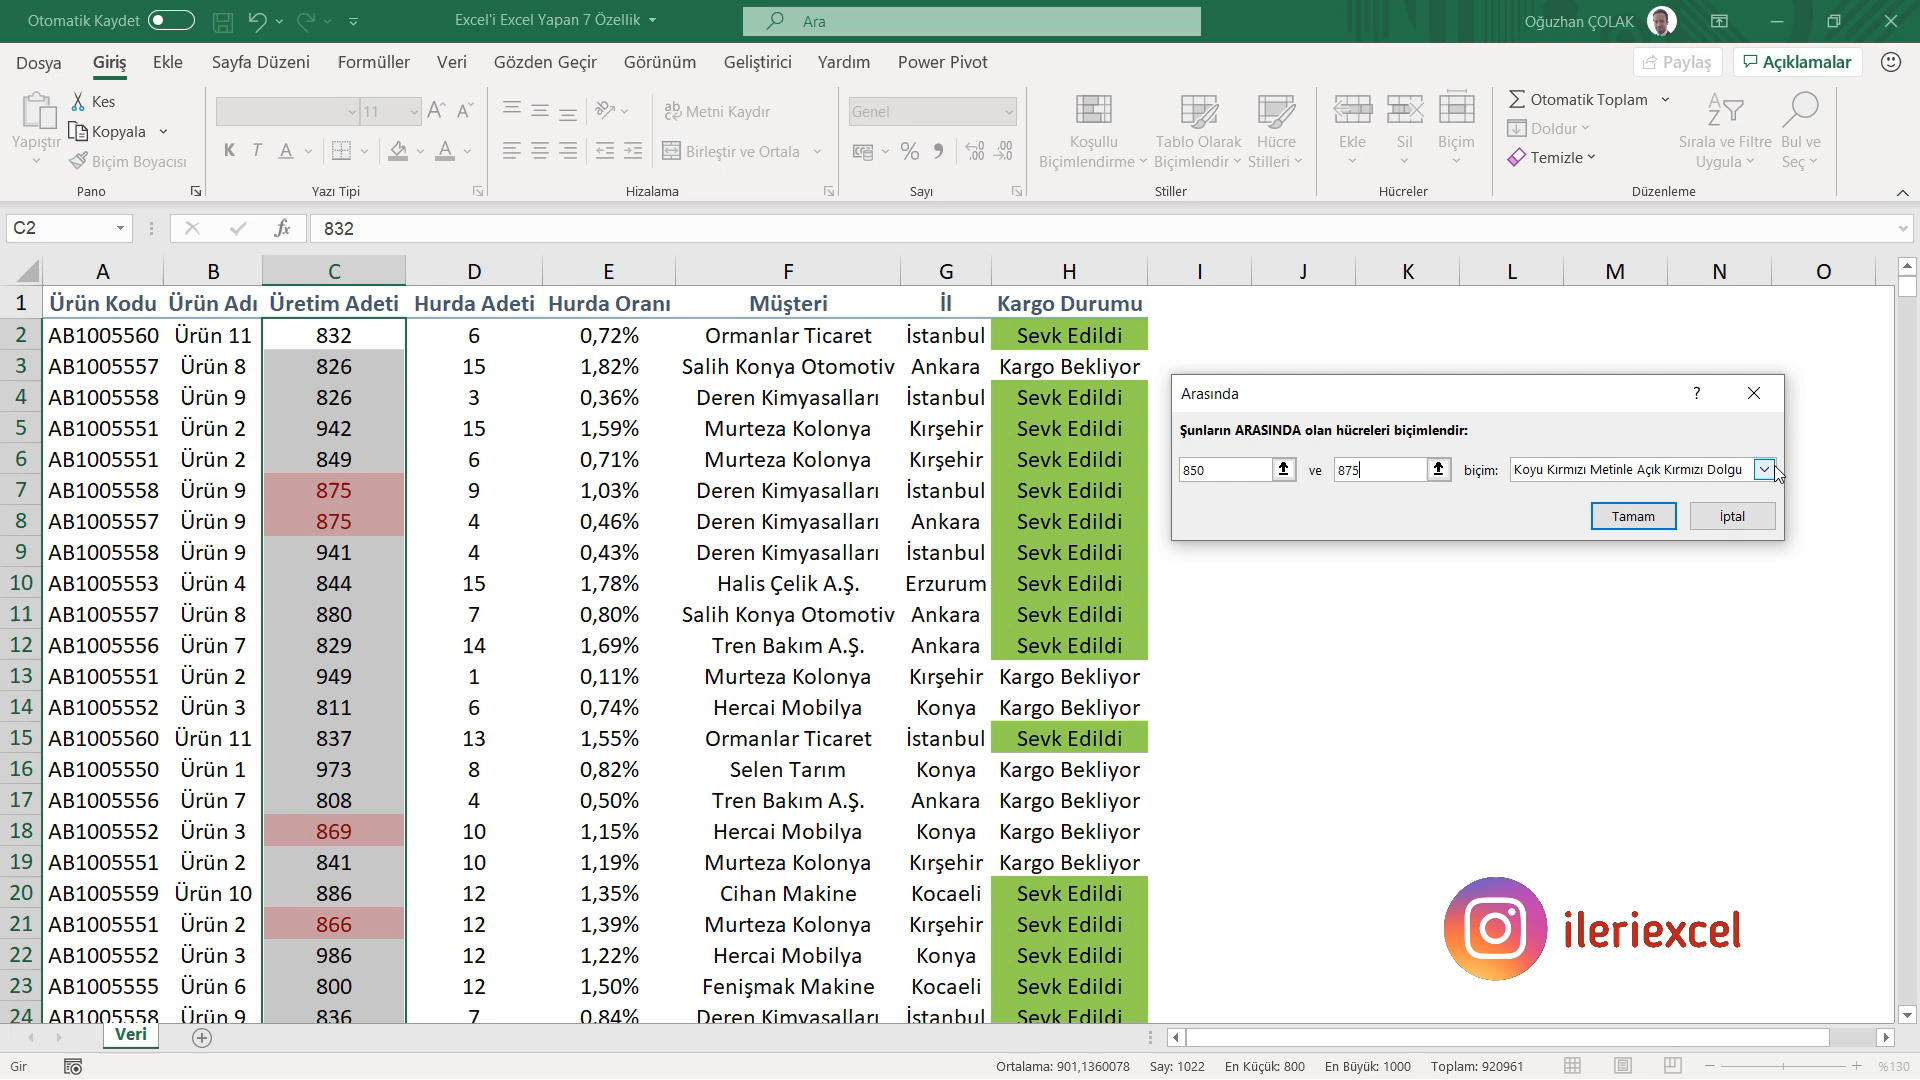 Otomatik Kaydet
Excel'i Excel Yapan 7 Özellik
Ara
Oğuzhan ÇOLAK
Dosya Giriş Ekle Sayfa Düzeni Formüller Veri Gözden Geçir Görünüm Geliştirici Yardım Power Pivot Paylaş Açıklamalar
Yapıştır
Kes
Kopyala
Biçim Boyacısı
Pano
11
K T A
Yazı Tipi
Metni Kaydır
Birleştir ve Ortala
Hizalama
Genel
Sayı
Koşullu Biçimlendirme
Tablo Olarak Biçimlendir
Hücre Stilleri
Stiller
Ekle
Sil
Biçim
Hücreler
Otomatik Toplam
Doldur
Temizle
Sırala ve Filtre Uygula
Bul ve Seç
Düzenleme
C2 fx 832
A B C D E F G H I J K L M N O
1 Ürün Kodu Ürün Adı Üretim Adeti Hurda Adeti Hurda Oranı Müşteri İl Kargo Durumu
2 AB1005560 Ürün 11 832 6 0,72% Ormanlar Ticaret İstanbul Sevk Edildi
3 AB1005557 Ürün 8 826 15 1,82% Salih Konya Otomotiv Ankara Kargo Bekliyor
4 AB1005558 Ürün 9 826 3 0,36% Deren Kimyasalları İstanbul Sevk Edildi
5 AB1005551 Ürün 2 942 15 1,59% Murteza Kolonya Kırşehir Sevk Edildi
6 AB1005551 Ürün 2 849 6 0,71% Murteza Kolonya Kırşehir Sevk Edildi
7 AB1005558 Ürün 9 875 9 1,03% Deren Kimyasalları İstanbul Sevk Edildi
8 AB1005557 Ürün 9 875 4 0,46% Deren Kimyasalları Ankara Sevk Edildi
9 AB1005558 Ürün 9 941 4 0,43% Deren Kimyasalları İstanbul Sevk Edildi
10 AB1005553 Ürün 4 844 15 1,78% Halis Çelik A.Ş. Erzurum Sevk Edildi
11 AB1005557 Ürün 8 880 7 0,80% Salih Konya Otomotiv Ankara Sevk Edildi
12 AB1005556 Ürün 7 829 14 1,69% Tren Bakım A.Ş. Ankara Sevk Edildi
13 AB1005551 Ürün 2 949 1 0,11% Murteza Kolonya Kırşehir Kargo Bekliyor
14 AB1005552 Ürün 3 811 6 0,74% Hercai Mobilya Konya Kargo Bekliyor
15 AB1005560 Ürün 11 837 13 1,55% Ormanlar Ticaret İstanbul Sevk Edildi
16 AB1005550 Ürün 1 973 8 0,82% Selen Tarım Konya Kargo Bekliyor
17 AB1005556 Ürün 7 808 4 0,50% Tren Bakım A.Ş. Ankara Kargo Bekliyor
18 AB1005552 Ürün 3 869 10 1,15% Hercai Mobilya Konya Kargo Bekliyor
19 AB1005551 Ürün 2 841 10 1,19% Murteza Kolonya Kırşehir Kargo Bekliyor
20 AB1005559 Ürün 10 886 12 1,35% Cihan Makine Kocaeli Sevk Edildi
21 AB1005551 Ürün 2 866 12 1,39% Murteza Kolonya Kırşehir Sevk Edildi
22 AB1005552 Ürün 3 986 12 1,22% Hercai Mobilya Konya Sevk Edildi
23 AB1005555 Ürün 6 800 12 1,50% Fenişmak Makine Kocaeli Sevk Edildi
24 AB1005558 Ürün 9 836 7 0,84% Deren Kimyasalları İstanbul Sevk Edildi
Arasında ?
Şunların ARASINDA olan hücreleri biçimlendir:
850 ve 875 biçim: Koyu Kırmızı Metinle Açık Kırmızı Dolgu
Tamam İptal
ileriexcel
Veri
Gir
Ortalama: 901,1360078 Say: 1022 En Küçük: 800 En Büyük: 1000 Toplam: 920961 %130